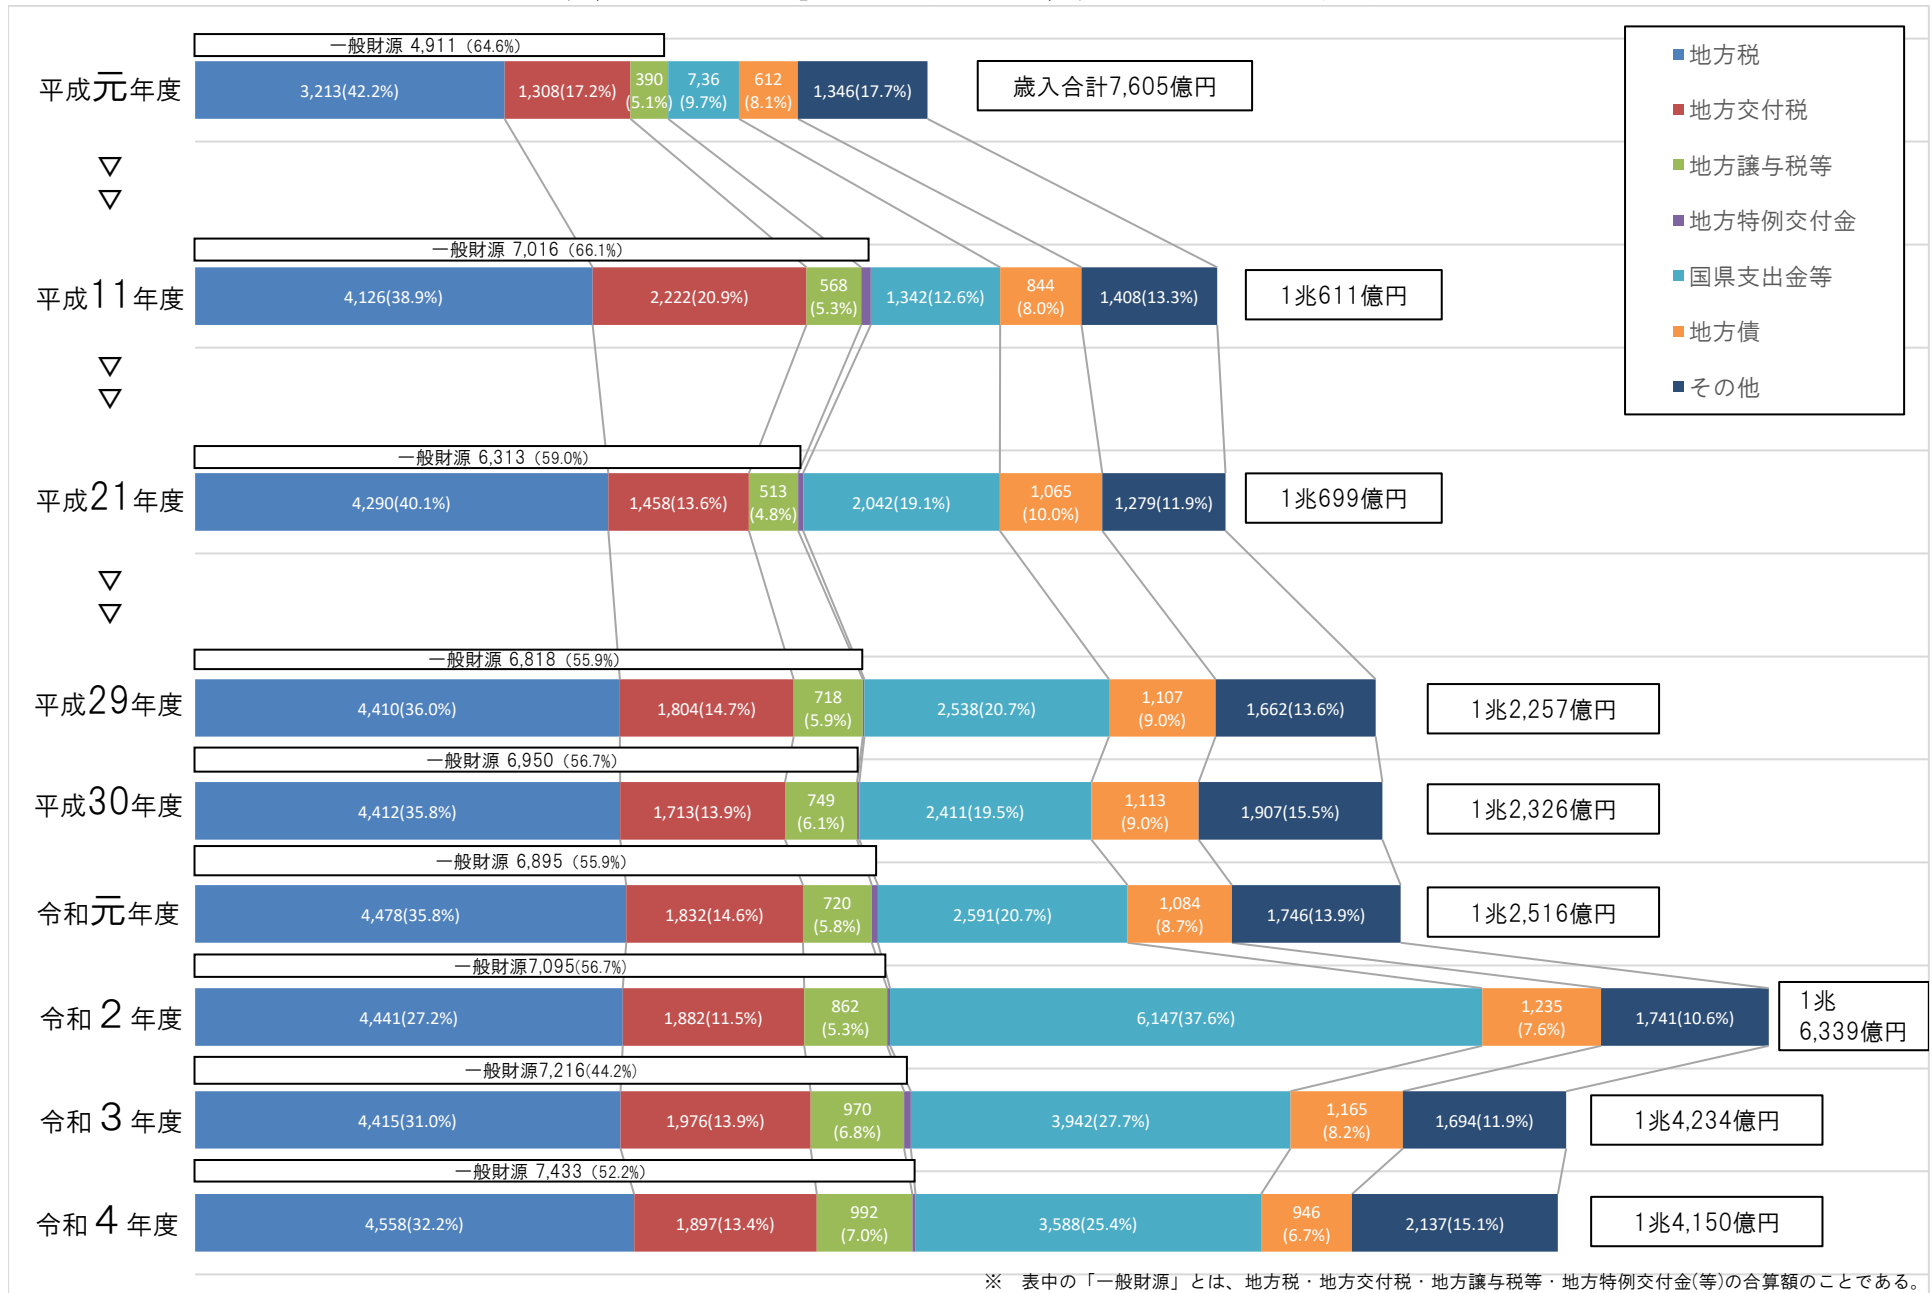 一般財源 4,911（64.6%）
平成元年度
3,213(42.2%)
1,308(17.2%)
390
(5.1%)
7,36
(9.7%)
612
(8.1%)
1,346(17.7%)
歳入合計7,605億円
地方税
地方交付税
地方譲与税等
地方特例交付金
国県支出金等
地方債
その他
▽
▽
一般財源 7,016（66.1%）
平成11年度
4,126(38.9%)
2,222(20.9%)
568
(5.3%)
1,342(12.6%)
844
(8.0%)
1,408(13.3%)
1兆611億円
▽
▽
一般財源 6,313（59.0%）
平成21年度
4,290(40.1%)
1,458(13.6%)
513
(4.8%)
2,042(19.1%)
1,065
(10.0%)
1,279(11.9%)
1兆699億円
▽
▽
一般財源 6,818（55.9%）
平成29年度
4,410(36.0%)
1,804(14.7%)
718
(5.9%)
2,538(20.7%)
1,107
(9.0%)
1,662(13.6%)
1兆2,257億円
一般財源 6,950（56.7%）
平成30年度
4,412(35.8%)
1,713(13.9%)
749
(6.1%)
2,411(19.5%)
1,113
(9.0%)
1,907(15.5%)
1兆2,326億円
一般財源 6,895（55.9%）
令和元年度
4,478(35.8%)
1,832(14.6%)
720
(5.8%)
2,591(20.7%)
1,084
(8.7%)
1,746(13.9%)
1兆2,516億円
一般財源7,095(56.7%)
令和２年度
4,441(27.2%)
1,882(11.5%)
862
(5.3%)
6,147(37.6%)
1,235
(7.6%)
1,741(10.6%)
1兆
6,339億円
一般財源7,216(44.2%)
令和３年度
4,415(31.0%)
1,976(13.9%)
970
(6.8%)
3,942(27.7%)
1,165
(8.2%)
1,694(11.9%)
1兆4,234億円
一般財源 7,433（52.2%）
令和４年度
4,558(32.2%)
1,897(13.4%)
992
(7.0%)
3,588(25.4%)
946
(6.7%)
2,137(15.1%)
1兆4,150億円
※　表中の「一般財源」とは、地方税・地方交付税・地方譲与税等・地方特例交付金(等)の合算額のことである。